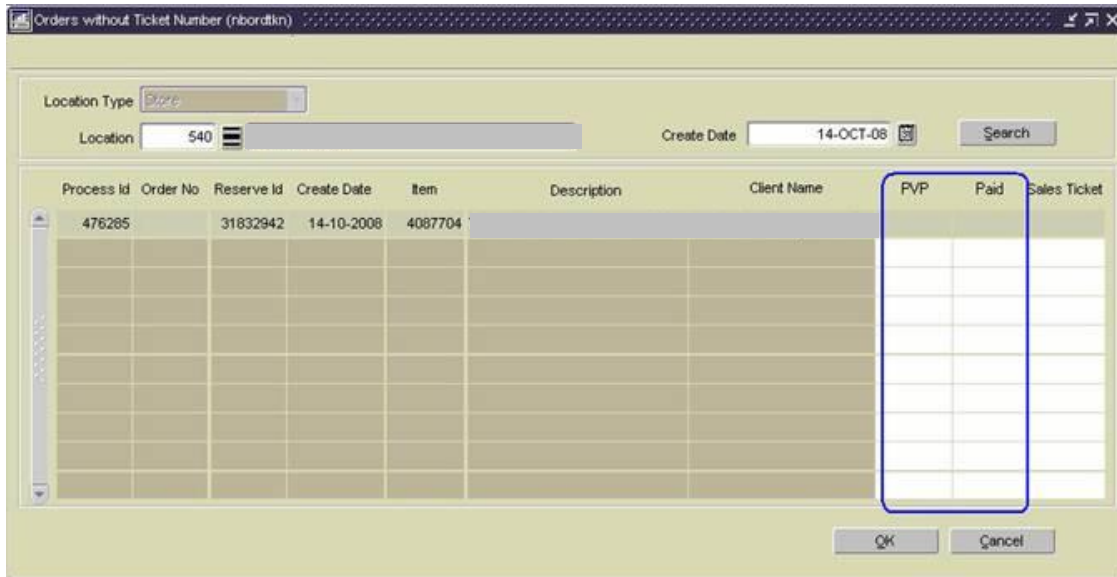 Orders without Ticket Number (nbordtkn)
Location Type Store
Location 540 Create Date 14-OCT-08 Search
Process Id Order No Reserve Id Create Date Item Description Client Name PVP Paid Sales Ticket
476285 31832942 14-10-2008 4087704
OK Cancel